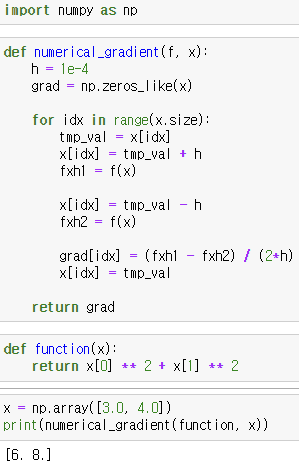 import numpy as np
def numerical_gradient(f, x):
    h = 1e-4
    grad = np.zeros_like(x)
    for idx in range(x.size):
        tmp_val = x[idx]
        x[idx] = tmp_val + h
        fxh1 = f(x)
        x[idx] = tmp_val - h
        fxh2 = f(x)
        grad[idx] = (fxh1 - fxh2) / (2*h)
        x[idx] = tmp_val
    return grad
def function(x):
    return x[0] ** 2 + x[1] ** 2
x = np.array([3.0, 4.0])
print(numerical_gradient(function, x))
[6. 8.]